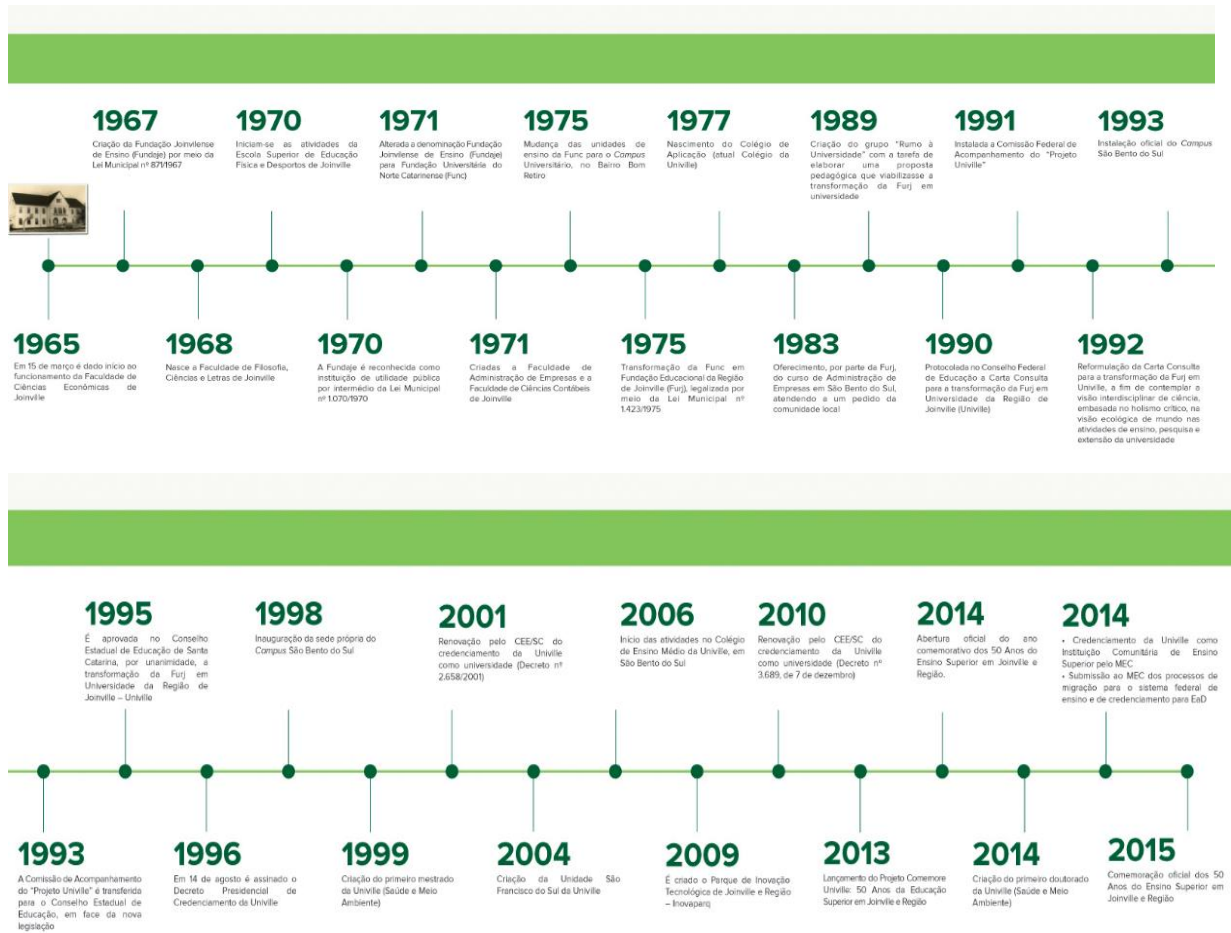 1967
Criação da Fundação Joinvilense
de Ensino (Fundaje) por meio da
Lei Municipal nº 871/1967
1970
Iniciam-se as atividades da
Escola Superior de Educação
Física e Desportos de Joinville
1971
Alterada a denominação Fundação
Joinvilense de Ensino (Fundaje)
para Fundação Universitária do
Norte Catarinense (Func)
1975
Mudança das unidades de
ensino da Func para o Campus
Universitário, no Bairro Bom
Retiro
1977
Nascimento do Colégio de
Aplicação (atual Colégio da
Univille)
1989
Criação do grupo “Rumo à
Universidade” com a tarefa de
elaborar uma proposta
pedagógica que viabilizasse a
transformação da Furj em
universidade
1991
Instalada a Comissão Federal de
Acompanhamento do “Projeto
Univille”
1993
Instalação oficial do Campus
São Bento do Sul
1965
Em 15 de março é dado início ao
funcionamento da Faculdade de
Ciências Econômicas de
Joinville
1968
Nasce a Faculdade de Filosofia,
Ciências e Letras de Joinville
1970
A Fundaje é reconhecida como
instituição de utilidade pública
por intermédio da Lei Municipal
nº 1.070/1970
1971
Criadas a Faculdade de
Administração de Empresas e a
Faculdade de Ciências Contábeis
de Joinville
1975
Transformação da Func em
Fundação Educacional da Região
de Joinville (Furj), legalizada por
meio da Lei Municipal nº
1.423/1975
1983
Oferecimento, por parte da Furj,
do curso de Administração de
Empresas em São Bento do Sul,
atendendo a um pedido da
comunidade local
1990
Protocolada no Conselho Federal
de Educação a Carta Consulta
para a transformação da Furj em
Universidade da Região de
Joinville (Univille)
1992
Reformulação da Carta Consulta
para a transformação da Furj em
Univille, a fim de contemplar a
visão interdisciplinar de ciência,
embasada no holismo crítico, na
visão ecológica de mundo nas
atividades de ensino, pesquisa e
extensão da universidade
1995
É aprovada no Conselho
Estadual de Educação de Santa
Catarina, por unanimidade, a
transformação da Furj em
Universidade da Região de
Joinville – Univille
1998
Inauguração da sede própria do
Campus São Bento do Sul
2001
Renovação pelo CEE/SC do
credenciamento da Univille
como universidade (Decreto nº
2.658/2001)
2006
Início das atividades no Colégio
de Ensino Médio da Univille, em
São Bento do Sul
2010
Renovação pelo CEE/SC do
credenciamento da Univille
como universidade (Decreto nº
3.689, de 7 de dezembro)
2014
Abertura oficial do ano
comemorativo dos 50 Anos do
Ensino Superior em Joinville e
Região.
2014
• Credenciamento da Univille como
Instituição Comunitária de Ensino
Superior pelo MEC
• Submissão ao MEC dos processos de
migração para o sistema federal de
ensino e de credenciamento para EaD
1993
A Comissão de Acompanhamento
do “Projeto Univille” é transferida
para o Conselho Estadual de
Educação, em face da nova
legislação
1996
Em 14 de agosto é assinado o
Decreto Presidencial de
Credenciamento da Univille
1999
Criação do primeiro mestrado
da Univille (Saúde e Meio
Ambiente)
2004
Criação da Unidade São
Francisco do Sul da Univille
2009
É criado o Parque de Inovação
Tecnológica de Joinville e Região
– Inovaparq
2013
Lançamento do Projeto Comemore
Univille: 50 Anos da Educação
Superior em Joinville e Região
2014
Criação do primeiro doutorado
da Univille (Saúde e Meio
Ambiente)
2015
Comemoração oficial dos 50
Anos do Ensino Superior em
Joinville e Região